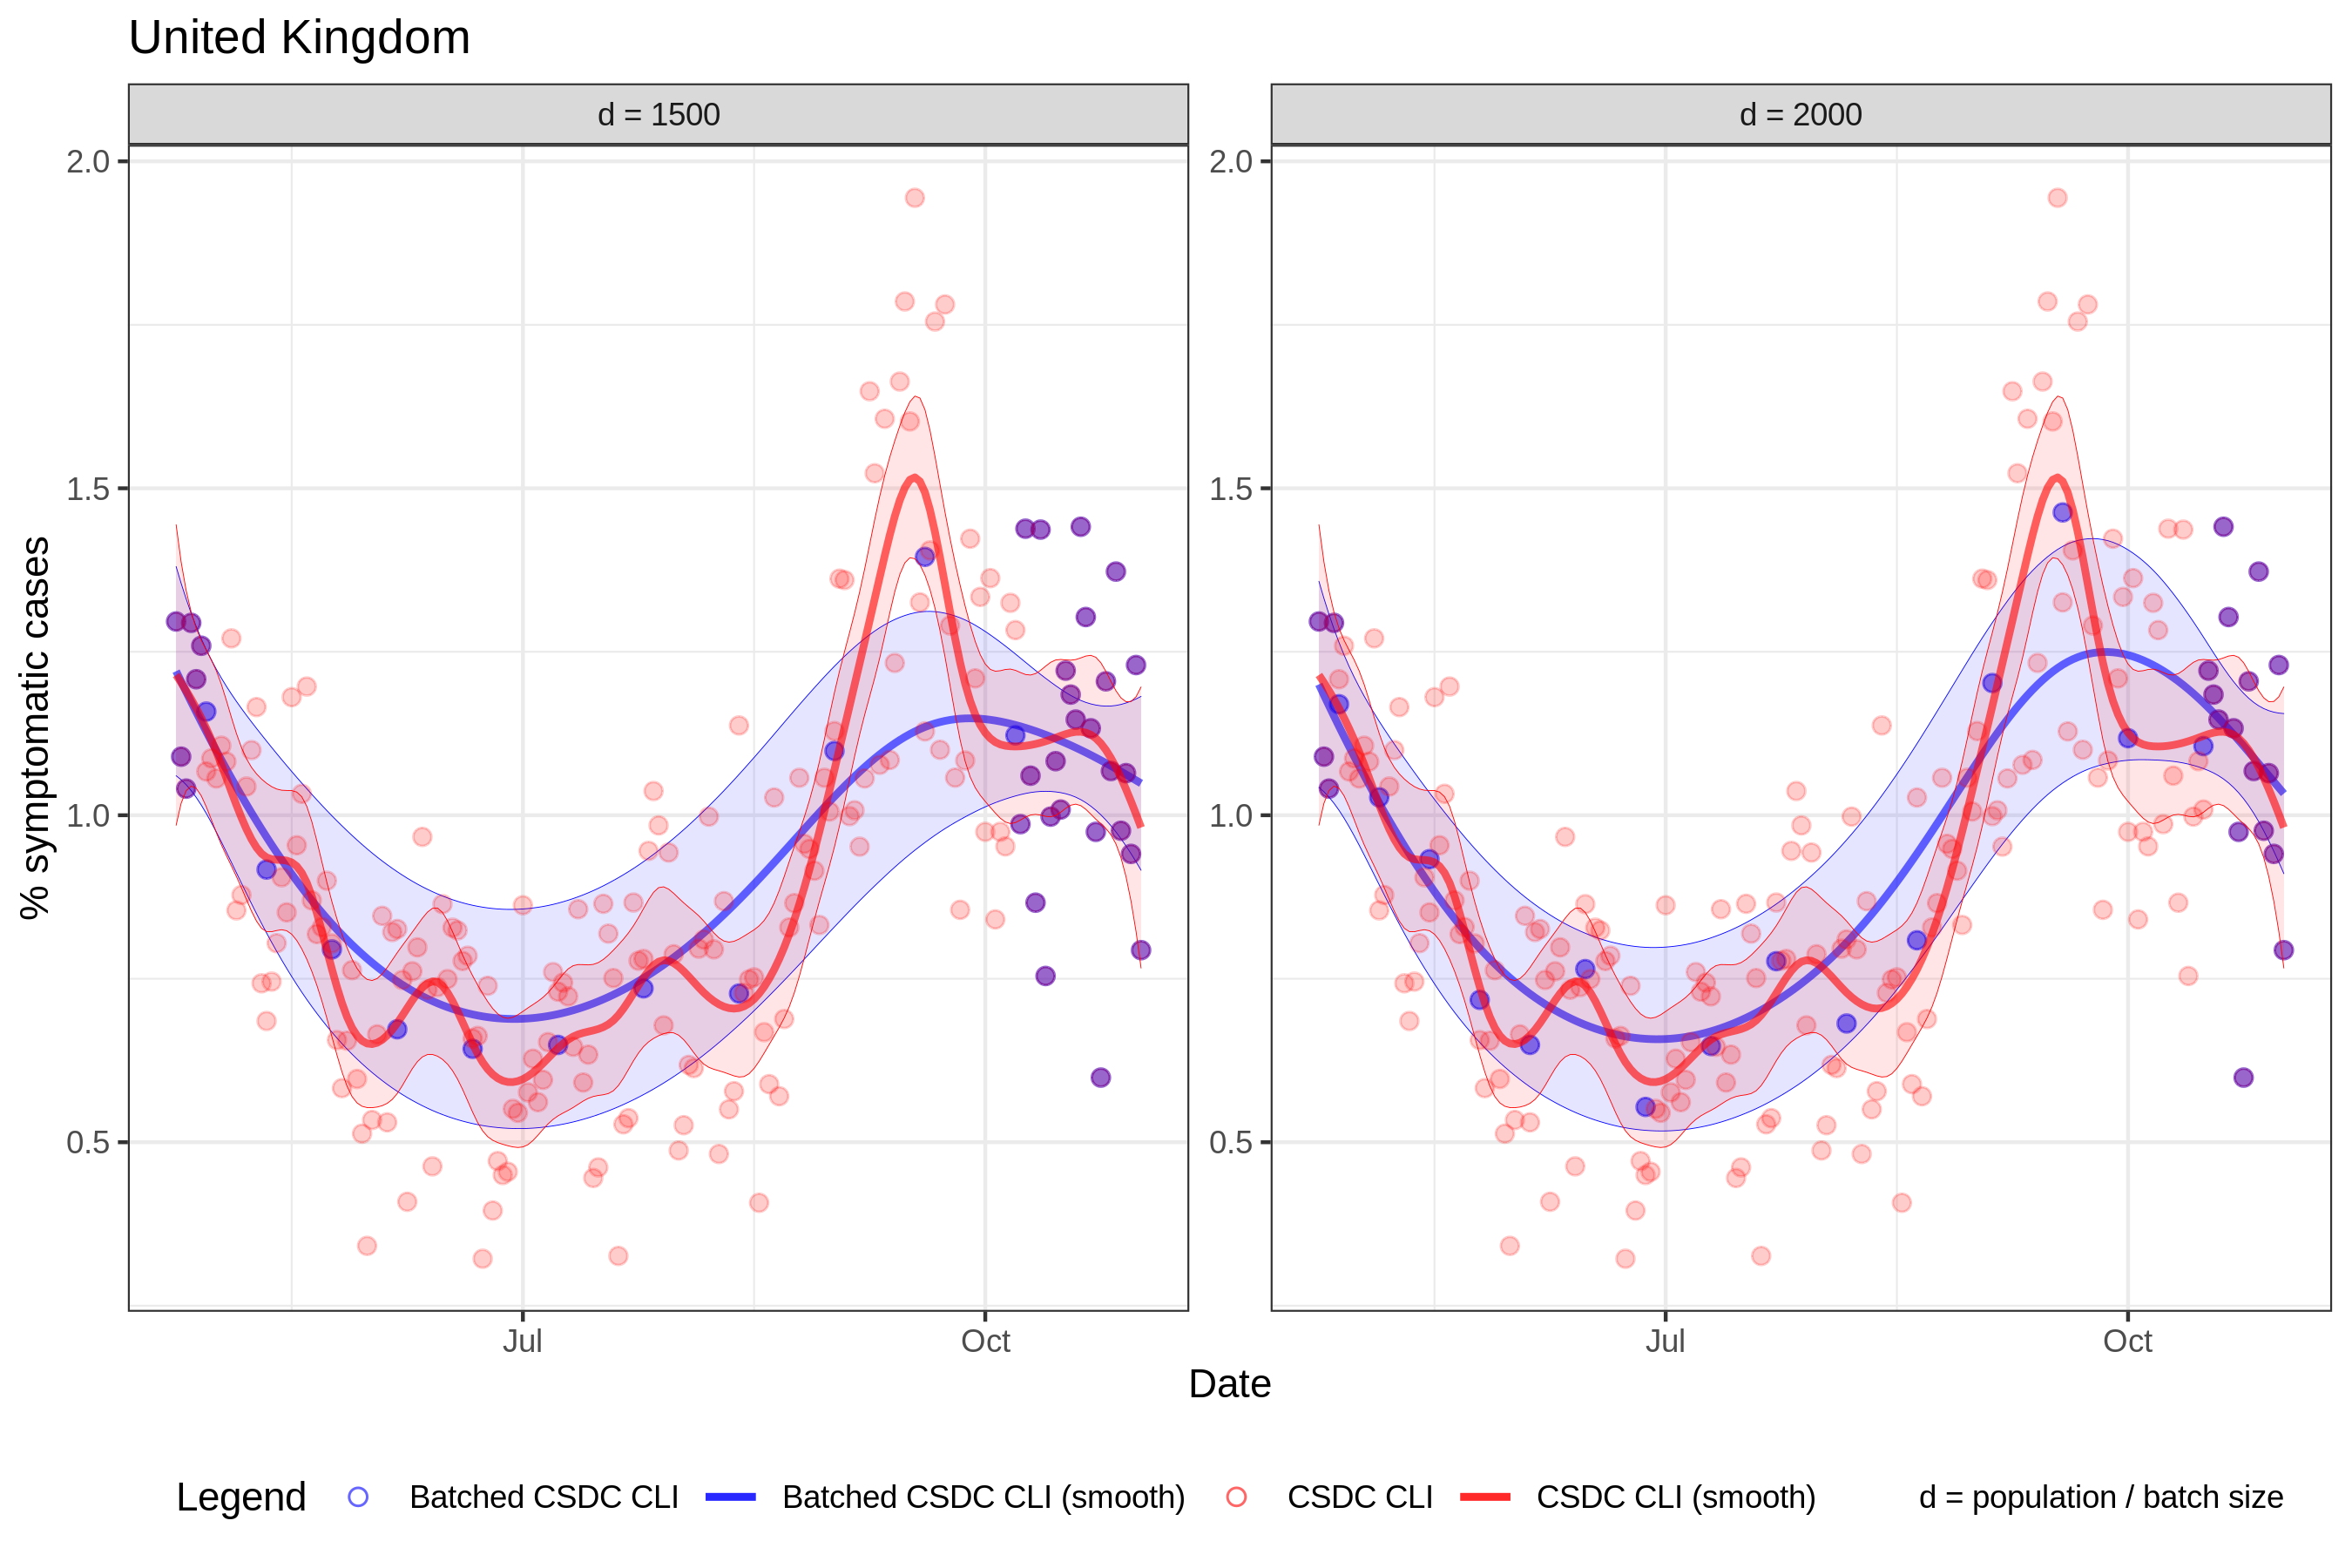 United Kingdom
d = 1500
d = 2000
2.0
1.5
1.0
0.5
2.0
1.5
1.0
0.5
% symptomatic cases
Jul
Oct
Jul
Oct
Date
Legend Batched CSDC CLI Batched CSDC CLI (smooth) CSDC CLI CSDC CLI (smooth) d = population / batch size